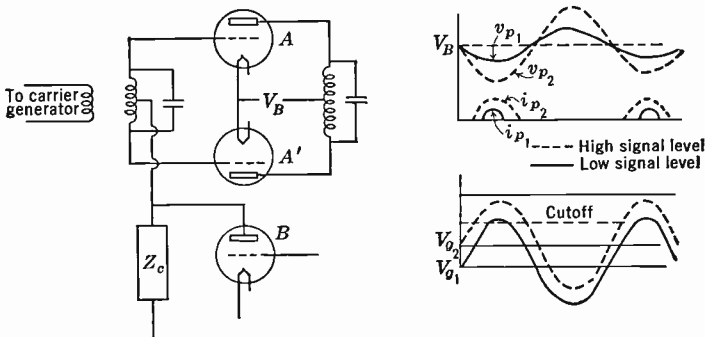 To carrier
generator
A
V_B
A'
B
Z_c
V_B
v_p1
v_p2
i_p2
i_p1
High signal level
Low signal level
Cutoff
V_g2
V_g1